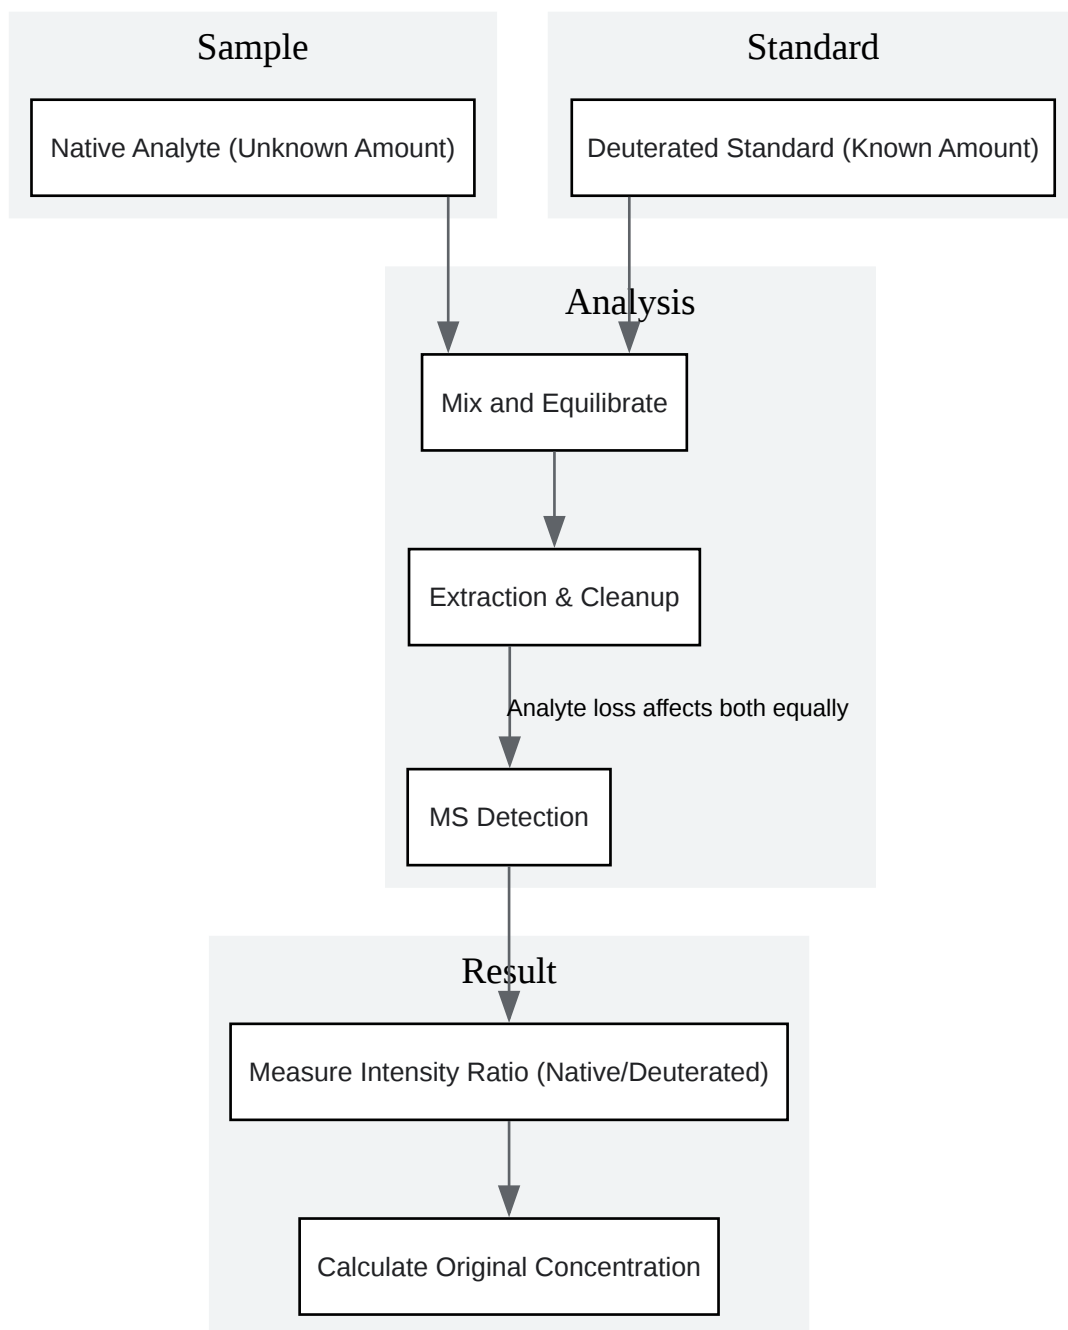 Sample
Standard
Native Analyte (Unknown Amount)
Deuterated Standard (Known Amount)
Analysis
Mix and Equilibrate
Extraction & Cleanup
Analyte loss affects both equally
MS Detection
Result
Measure Intensity Ratio (Native/Deuterated)
Calculate Original Concentration